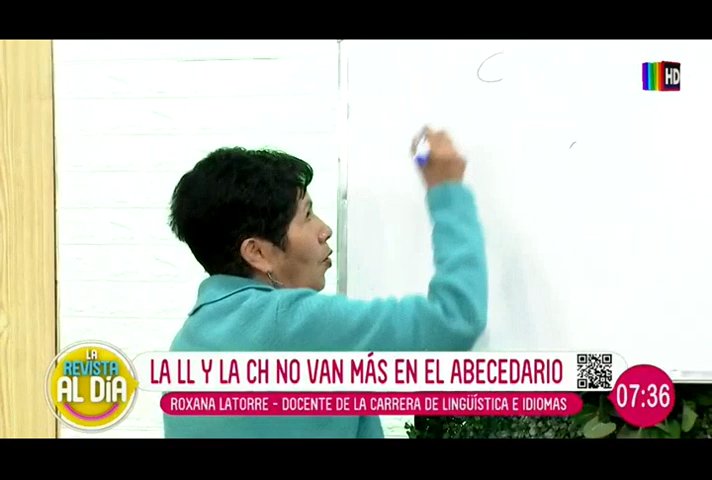 C
HD
LA
REVISTA
AL DÍA
LA LL Y LA CH NO VAN MÁS EN EL ABECEDARIO
ROXANA LATORRE - DOCENTE DE LA CARRERA DE LINGÜÍSTICA E IDIOMAS
07:36